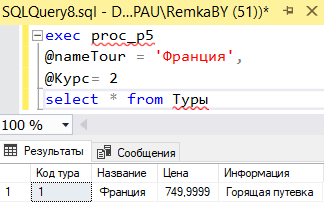 SQLQuery8.sql - D...PAU\RemkaBY (51))*
exec proc_p5
@nameTour = 'Франция',
@Курс= 2
select * from Туры
100 %
Результаты Сообщения
Код тура Название Цена Информация
1 1 Франция 749,9999 Горящая путевка